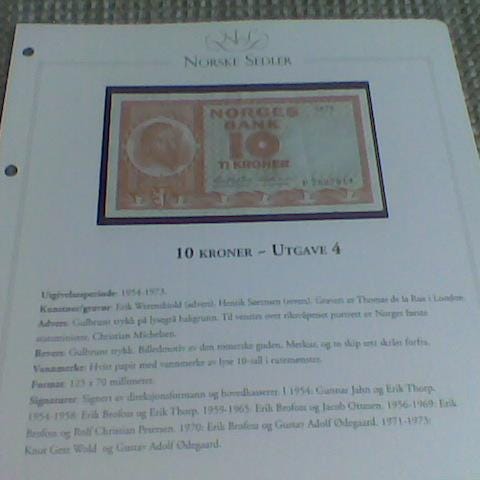 NORSKE SEDLER
NORGES
BANK
10
TI KRONER
10 KRONER – UTGAVE 4
Utgivelsesperiode: 1954-1973.
Kunstner/gravør: Erik Werenskiold (advers), Henrik Sørensen (revers). Gravert av Thomas de la Rue i London.
Advers: Gulbrunt trykk på lysegrå bakgrunn. Til venstre over riksvåpenet portrett av Norges første
statsminister, Christian Michelsen.
Revers: Gulbrunt trykk. Billedmotiv av den romerske guden, Merkur, og to skip sett skrått forfra.
Vannmerke: Hvitt papir med vannmerke av lyse 10-tall i rutemønster.
Format: 125 x 70 millimeter.
Signaturer: Signert av direksjonsformann og hovedkasserer. I 1954: Gunnar Jahn og Erik Thorp.
1954-1958: Erik Brofoss og Erik Thorp. 1959-1965: Erik Brofoss og Jacob Ottesen. 1956-1969: Erik
Brofoss og Rolf Christian Petersen. 1970: Erik Brofoss og Gustav Adolf Ødegaard. 1971-1973:
Knut Getz Wold og Gustav Adolf Ødegaard.